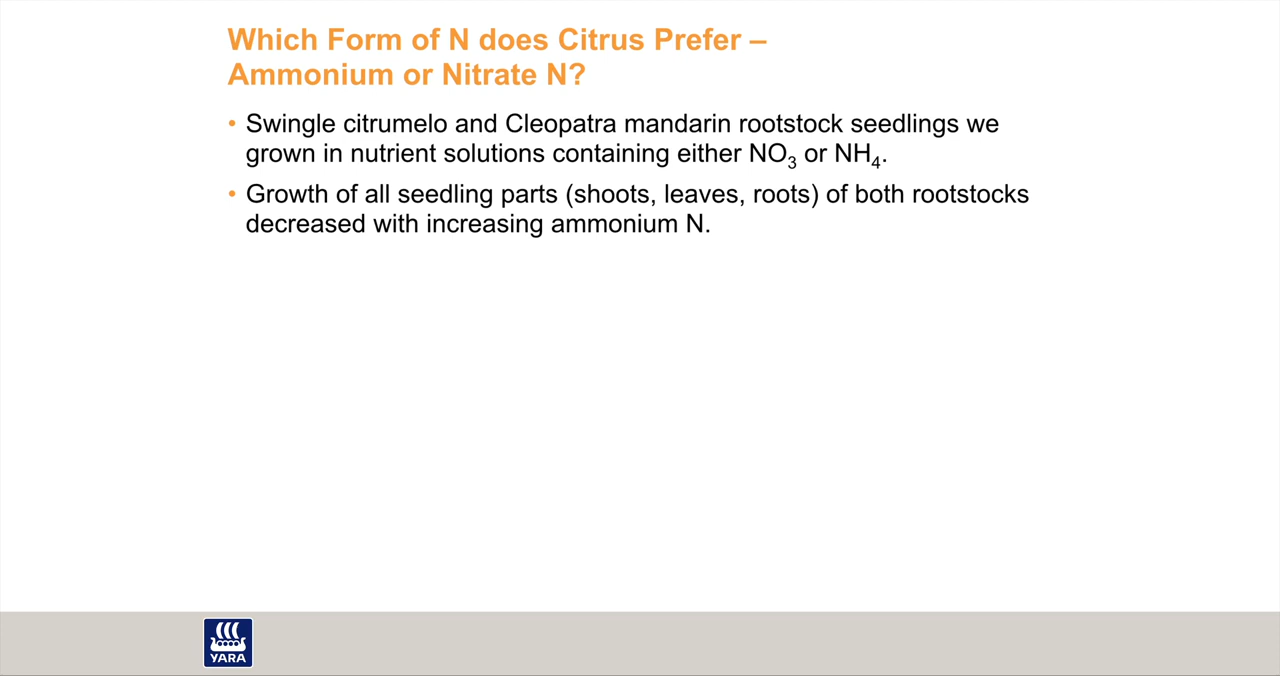 Which Form of N does Citrus Prefer –
Ammonium or Nitrate N?
• Swingle citrumelo and Cleopatra mandarin rootstock seedlings we
grown in nutrient solutions containing either NO₃ or NH₄.
• Growth of all seedling parts (shoots, leaves, roots) of both rootstocks
decreased with increasing ammonium N.
YARA